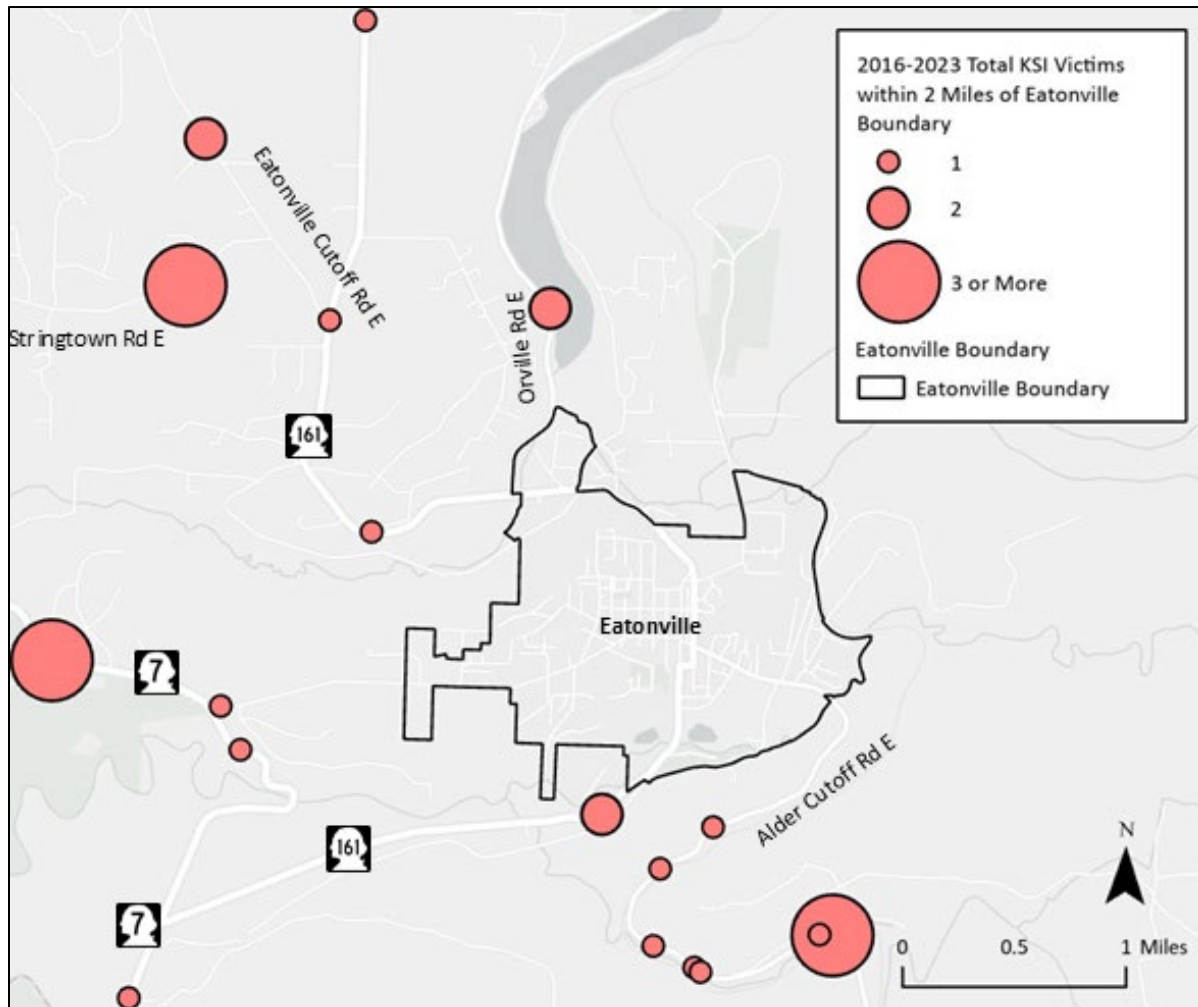 2016-2023 Total KSI Victims
within 2 Miles of Eatonville
Boundary
1
2
3 or More
Eatonville Boundary
Eatonville Boundary
Eatonville Cutoff Rd E
Stringtown Rd E
Orville Rd E
161
Eatonville
7
161
Alder Cutoff Rd E
7
N
0 0.5 1 Miles